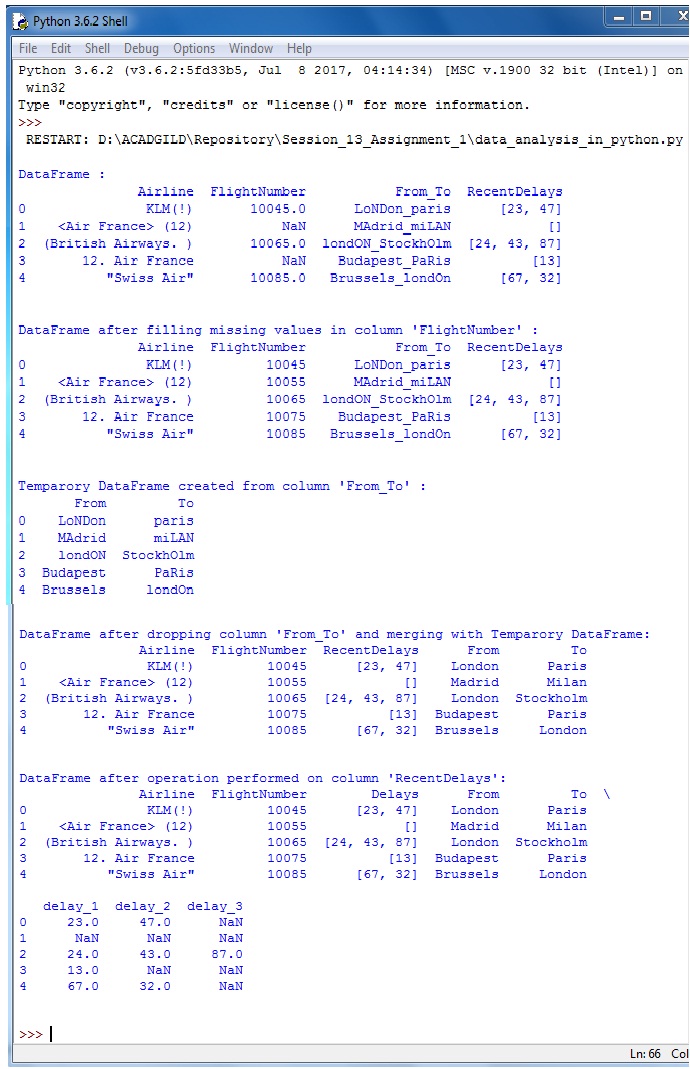 Python 3.6.2 Shell
File Edit Shell Debug Options Window Help
Python 3.6.2 (v3.6.2:5fd33b5, Jul  8 2017, 04:14:34) [MSC v.1900 32 bit (Intel)] on
 win32
Type "copyright", "credits" or "license()" for more information.
>>>
 RESTART: D:\ACADGILD\Repository\Session_13_Assignment_1\data_analysis_in_python.py
DataFrame :
               Airline  FlightNumber           From_To  RecentDelays
0               KLM(!)       10045.0      LoNDon_paris      [23, 47]
1    <Air France> (12)           NaN      MAdrid_miLAN            []
2  (British Airways. )       10065.0  londON_StockhOlm  [24, 43, 87]
3       12. Air France           NaN    Budapest_PaRis          [13]
4          "Swiss Air"       10085.0   Brussels_londOn      [67, 32]
DataFrame after filling missing values in column 'FlightNumber' :
               Airline  FlightNumber           From_To  RecentDelays
0               KLM(!)         10045      LoNDon_paris      [23, 47]
1    <Air France> (12)         10055      MAdrid_miLAN            []
2  (British Airways. )         10065  londON_StockhOlm  [24, 43, 87]
3       12. Air France         10075    Budapest_PaRis          [13]
4          "Swiss Air"         10085   Brussels_londOn      [67, 32]
Temparory DataFrame created from column 'From_To' :
       From         To
0    LoNDon      paris
1    MAdrid      miLAN
2    londON  StockhOlm
3  Budapest      PaRis
4  Brussels     londOn
DataFrame after dropping column 'From_To' and merging with Temparory DataFrame:
               Airline  FlightNumber  RecentDelays      From         To
0               KLM(!)         10045      [23, 47]    London      Paris
1    <Air France> (12)         10055            []    Madrid      Milan
2  (British Airways. )         10065  [24, 43, 87]    London  Stockholm
3       12. Air France         10075          [13]  Budapest      Paris
4          "Swiss Air"         10085      [67, 32]  Brussels     London
DataFrame after operation performed on column 'RecentDelays':
               Airline  FlightNumber        Delays      From         To  \
0               KLM(!)         10045      [23, 47]    London      Paris
1    <Air France> (12)         10055            []    Madrid      Milan
2  (British Airways. )         10065  [24, 43, 87]    London  Stockholm
3       12. Air France         10075          [13]  Budapest      Paris
4          "Swiss Air"         10085      [67, 32]  Brussels     London
   delay_1  delay_2  delay_3
0     23.0     47.0      NaN
1      NaN      NaN      NaN
2     24.0     43.0     87.0
3     13.0      NaN      NaN
4     67.0     32.0      NaN
>>>
Ln: 66 Col